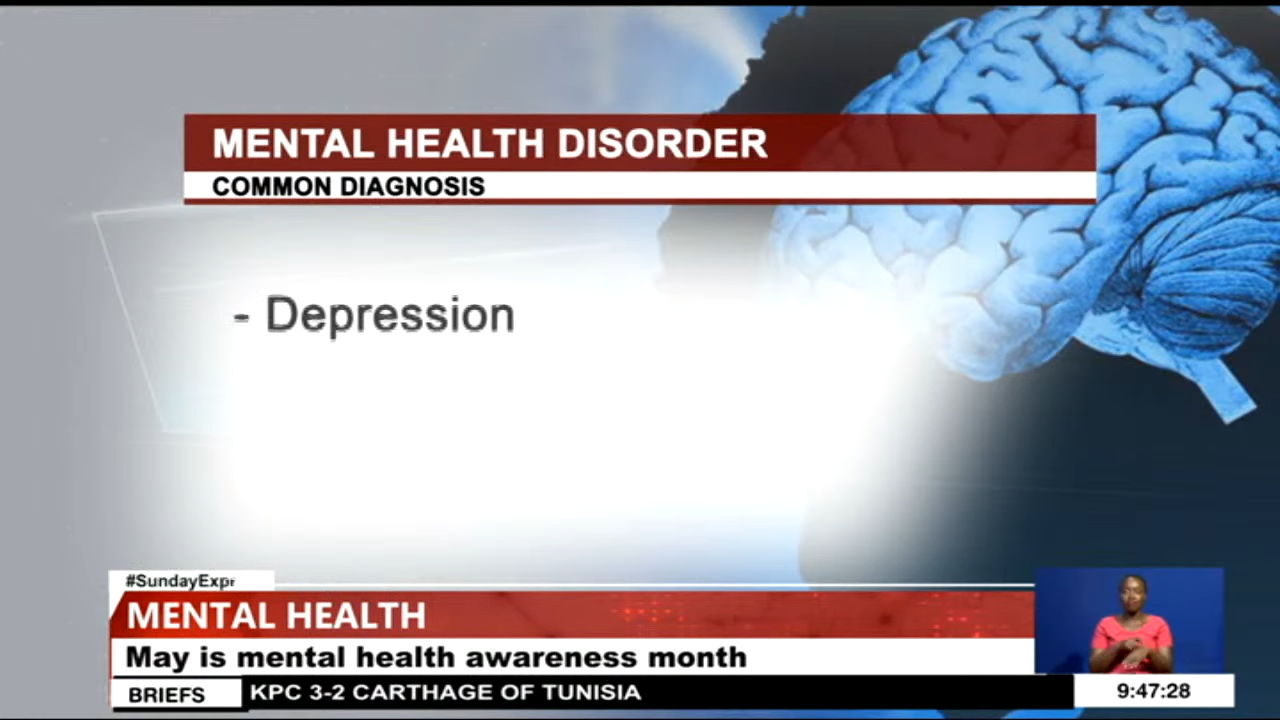 MENTAL HEALTH DISORDER
COMMON DIAGNOSIS
- Depression
#SundayExpr
MENTAL HEALTH
May is mental health awareness month
BRIEFS
KPC 3-2 CARTHAGE OF TUNISIA
9:47:28